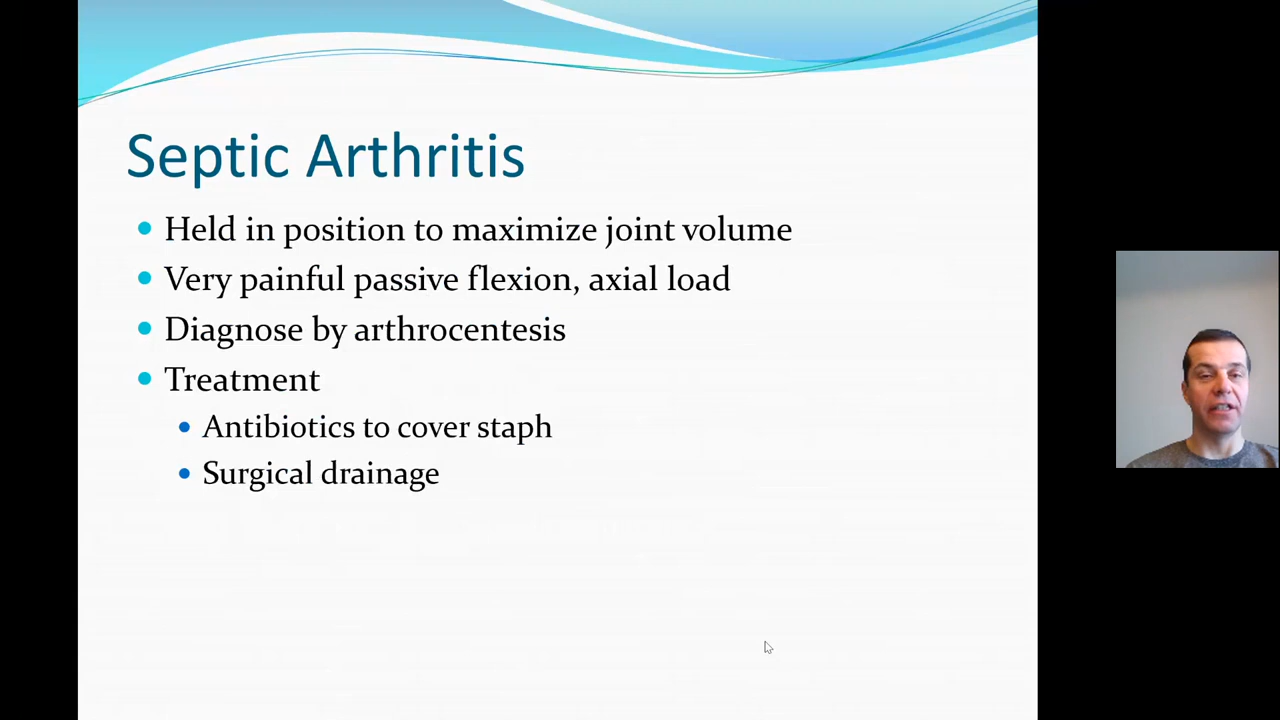 Septic Arthritis
Held in position to maximize joint volume
Very painful passive flexion, axial load
Diagnose by arthrocentesis
Treatment
Antibiotics to cover staph
Surgical drainage